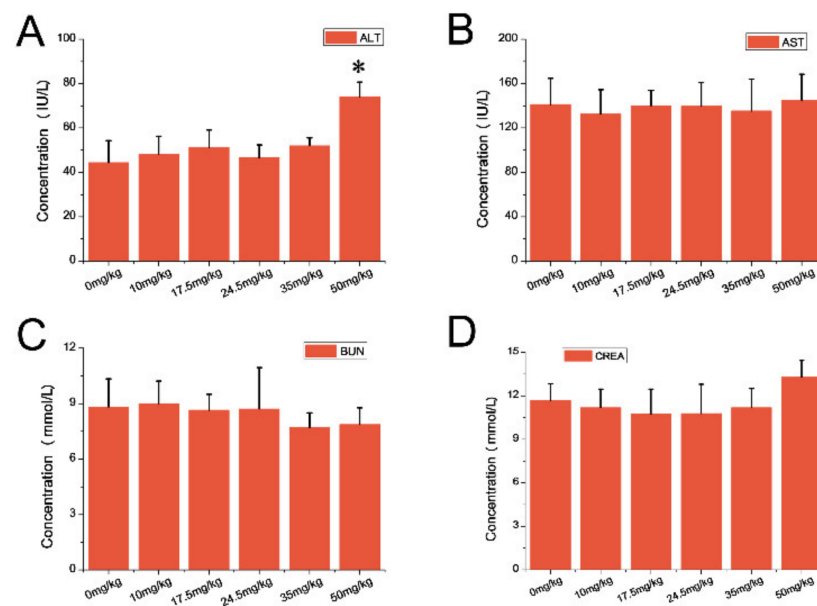 A
ALT
Concentration （IU/L）
100
80
60
40
20
0
*
0mg/kg
10mg/kg
17.5mg/kg
24.5mg/kg
35mg/kg
50mg/kg
B
AST
Concentration（IU/L）
200
160
120
80
40
0
0mg/kg
10mg/kg
17.5mg/kg
24.5mg/kg
35mg/kg
50mg/kg
C
BUN
Concentration （mmol/L）
12
9
6
3
0
0mg/kg
10mg/kg
17.5mg/kg
24.5mg/kg
35mg/kg
50mg/kg
D
CREA
Concentration （mmol/L）
15
12
9
6
3
0
0mg/kg
10mg/kg
17.5mg/kg
24.5mg/kg
35mg/kg
50mg/kg